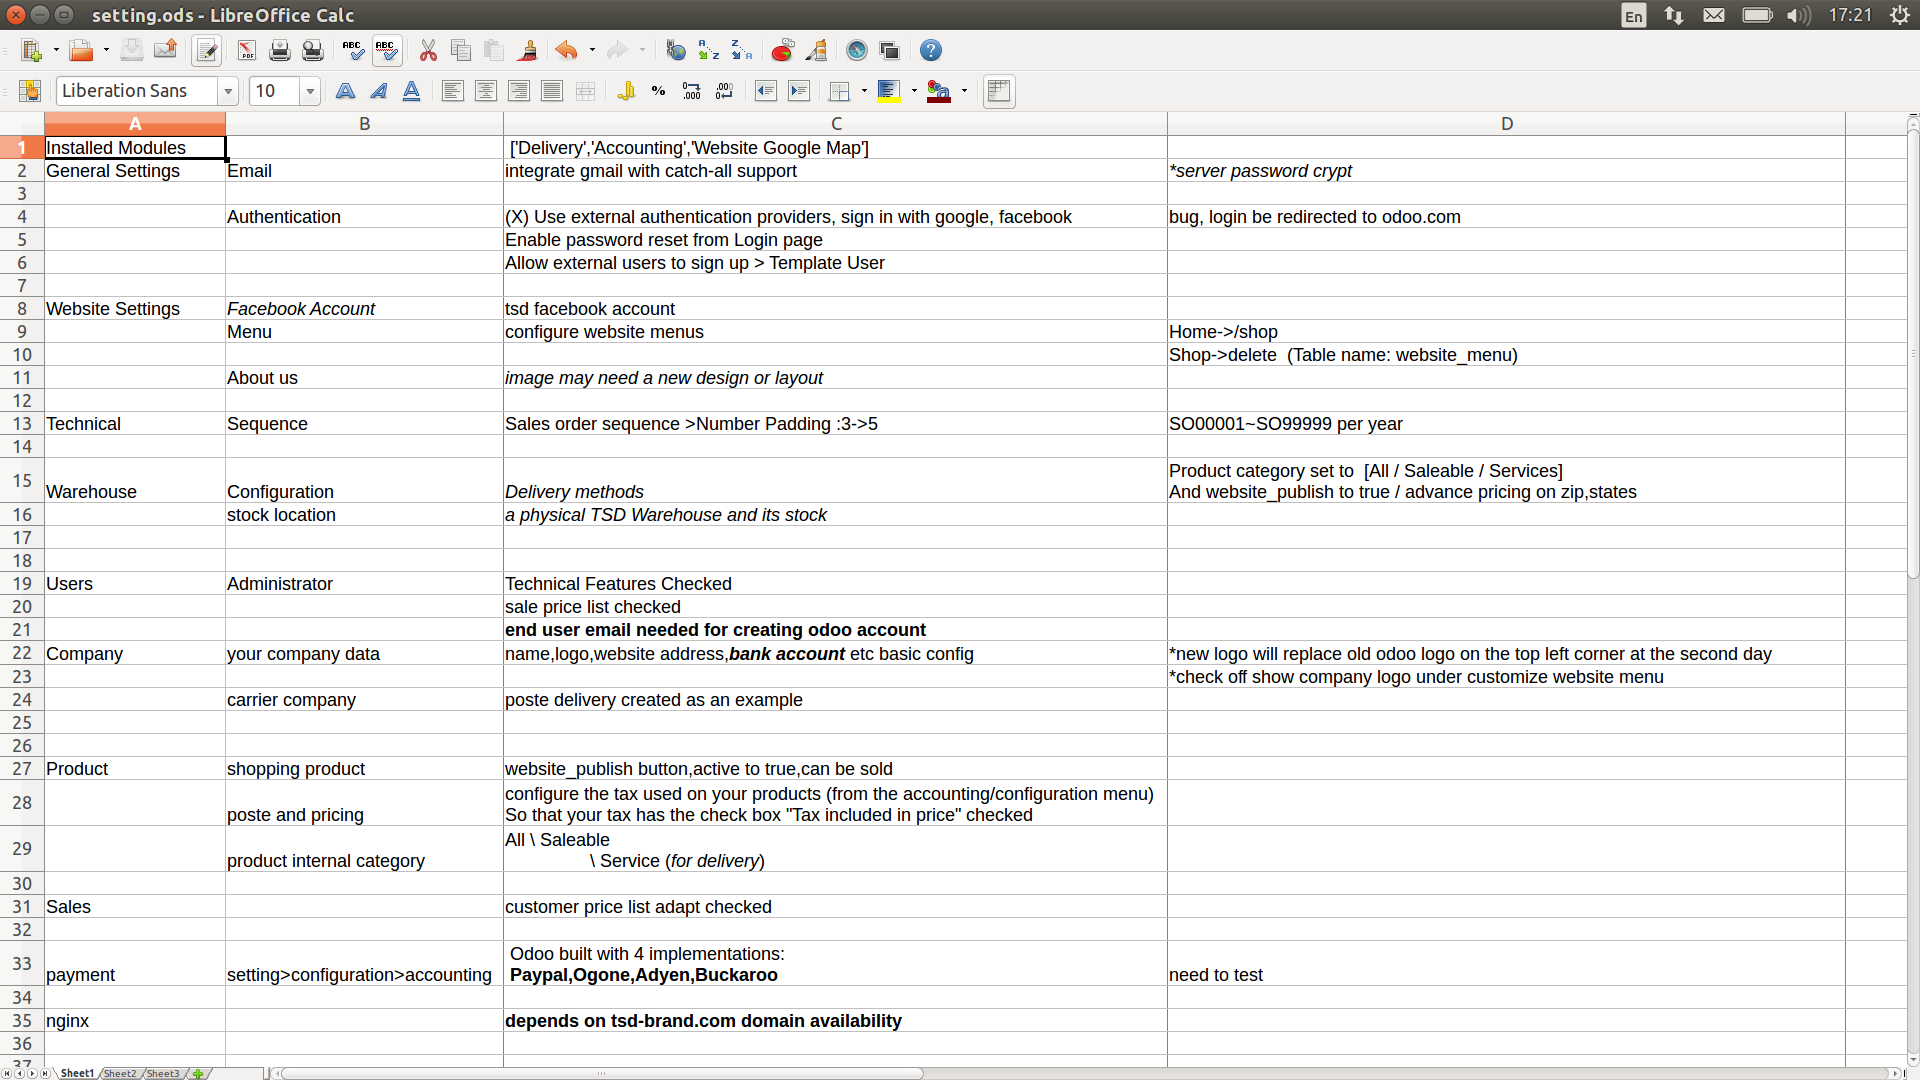 setting.ods - LibreOffice Calc
En 17:21
Liberation Sans 10
A B C D
1 Installed Modules ['Delivery','Accounting','Website Google Map']
2 General Settings Email integrate gmail with catch-all support *server password crypt
3
4 Authentication (X) Use external authentication providers, sign in with google, facebook bug, login be redirected to odoo.com
5 Enable password reset from Login page
6 Allow external users to sign up > Template User
7
8 Website Settings Facebook Account tsd facebook account
9 Menu configure website menus Home->/shop
10 Shop->delete (Table name: website_menu)
11 About us image may need a new design or layout
12
13 Technical Sequence Sales order sequence >Number Padding :3->5 SO00001~SO99999 per year
14
Product category set to [All / Saleable / Services]
15 Warehouse Configuration Delivery methods And website_publish to true / advance pricing on zip,states
16 stock location a physical TSD Warehouse and its stock
17
18
19 Users Administrator Technical Features Checked
20 sale price list checked
21 end user email needed for creating odoo account
22 Company your company data name,logo,website address,bank account etc basic config *new logo will replace old odoo logo on the top left corner at the second day
23 *check off show company logo under customize website menu
24 carrier company poste delivery created as an example
25
26
27 Product shopping product website_publish button,active to true,can be sold
configure the tax used on your products (from the accounting/configuration menu)
28 poste and pricing So that your tax has the check box "Tax included in price" checked
All \ Saleable
29 product internal category \ Service (for delivery)
30
31 Sales customer price list adapt checked
32
Odoo built with 4 implementations:
33 payment setting>configuration>accounting Paypal,Ogone,Adyen,Buckaroo need to test
34
35 nginx depends on tsd-brand.com domain availability
36
37
Sheet1 Sheet2 Sheet3